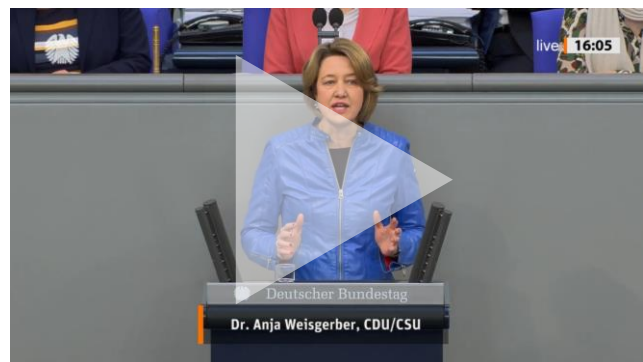 live 16:05
Deutscher Bundestag
Dr. Anja Weisgerber, CDU/CSU